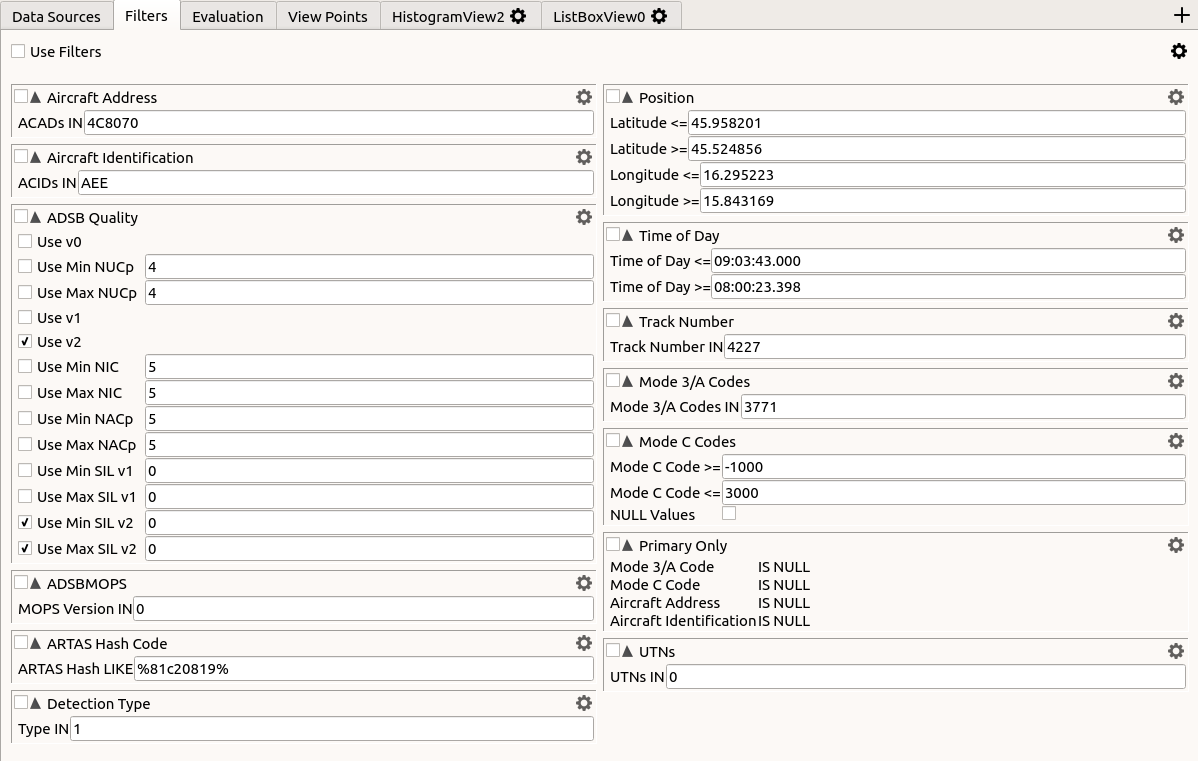 Data Sources Filters Evaluation View Points HistogramView2 ListBoxView0
Use Filters
Aircraft Address
ACADs IN 4C8070
Aircraft Identification
ACIDs IN AEE
ADSB Quality
Use v0
Use Min NUCp 4
Use Max NUCp 4
Use v1
Use v2
Use Min NIC 5
Use Max NIC 5
Use Min NACp 5
Use Max NACp 5
Use Min SIL v1 0
Use Max SIL v1 0
Use Min SIL v2 0
Use Max SIL v2 0
ADSBMOPS
MOPS Version IN 0
ARTAS Hash Code
ARTAS Hash LIKE %81c20819%
Detection Type
Type IN 1
Position
Latitude <= 45.958201
Latitude >= 45.524856
Longitude <= 16.295223
Longitude >= 15.843169
Time of Day
Time of Day <= 09:03:43.000
Time of Day >= 08:00:23.398
Track Number
Track Number IN 4227
Mode 3/A Codes
Mode 3/A Codes IN 3771
Mode C Codes
Mode C Code >= -1000
Mode C Code <= 3000
NULL Values
Primary Only
Mode 3/A Code IS NULL
Mode C Code IS NULL
Aircraft Address IS NULL
Aircraft Identification IS NULL
UTNs
UTNs IN 0